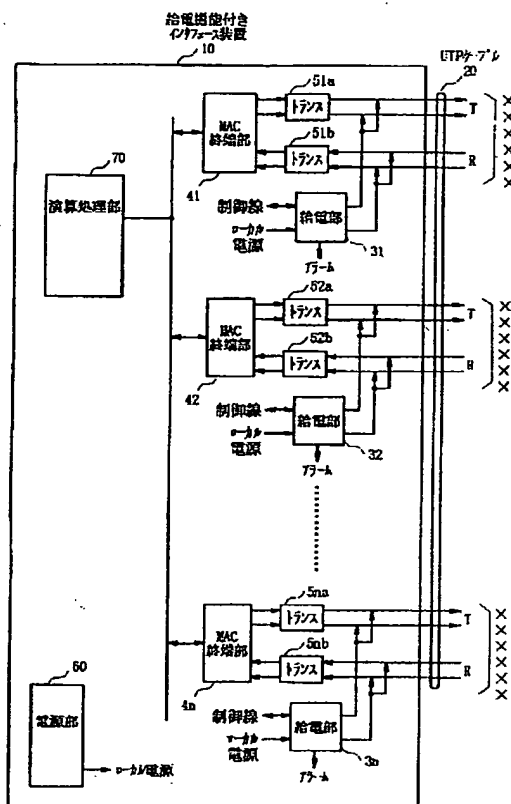 給電機能付き
インタフェース装置
10
UTPケーブル
20
70
演算処理部
MAC
終端部
41
51a
トランス
51b
トランス
T
R
制御線
ローカル
電源
給電部
31
アラーム
MAC
終端部
42
52a
トランス
52b
トランス
T
R
制御線
ローカル
電源
給電部
32
アラーム
MAC
終端部
4n
5na
トランス
5nb
トランス
T
R
制御線
ローカル
電源
給電部
3n
アラーム
60
電源部
ローカル電源